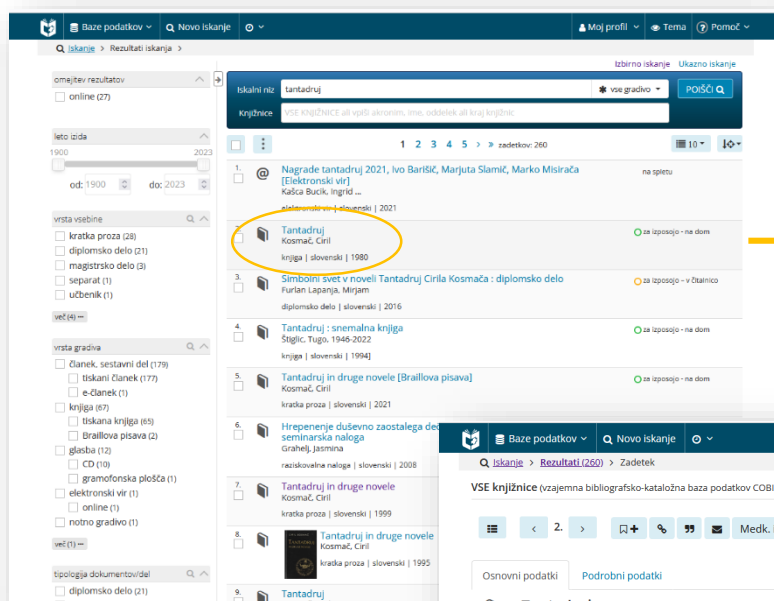 Baze podatkov
Novo iskanje
Moj profil
Tema
Pomoč
Iskanje > Rezultati iskanja >
Izbirno iskanje Ukazno iskanje
omejitev rezultatov
online (27)
leto izida
1900 2023
od: 1900 do: 2023
vrsta vsebine
kratka proza (28)
diplomsko delo (21)
magistrsko delo (3)
separat (1)
učbenik (1)
več (4)
vrsta gradiva
članek, sestavni del (179)
tiskani članek (177)
e-članek (1)
knjiga (67)
tiskana knjiga (65)
Braillova pisava (2)
glasba (12)
CD (10)
gramofonska plošča (1)
elektronski vir (1)
online (1)
notno gradivo (1)
več (1)
tipologija dokumentov/del
diplomsko delo (21)
Iskalni niz tantadruj vse gradivo POIŠČI
Knjižnice VSE KNJIŽNICE ali vpiši akronim, ime, oddelek ali kraj knjižnic
1 2 3 4 5 > » zadetkov: 260 10
1. @ Nagrade tantadruj 2021, Ivo Barišič, Marjuta Slamič, Marko Misirača
[Elektronski vir]
Kašca Bucik, Ingrid ...
elektronski vir | slovenski | 2021
na spletu
2. Tantadruj
Kosmač, Ciril
knjiga | slovenski | 1980
za izposojo - na dom
3. Simbolni svet v noveli Tantadruj Cirila Kosmača : diplomsko delo
Furlan Lapanja, Mirjam
diplomsko delo | slovenski | 2016
za izposojo - v čitalnico
4. Tantadruj : snemalna knjiga
Štiglic, Tugo, 1946-2022
knjiga | slovenski | 1994]
za izposojo - na dom
5. Tantadruj in druge novele [Braillova pisava]
Kosmač, Ciril
kratka proza | slovenski | 2021
za izposojo - na dom
6. Hrepenenje duševno zaostalega
seminarska naloga
Grahelj, Jasmina
raziskovalna naloga | slovenski | 2008
7. Tantadruj in druge novele
Kosmač, Ciril
kratka proza | slovenski | 1999
8. Tantadruj in druge novele
Kosmač, Ciril
kratka proza | slovenski | 1995
9. Tantadruj
Baze podatkov
Novo iskanje
Iskanje > Rezultati (260) > Zadetek
VSE knjižnice (vzajemna bibliografsko-kataložna baza podatkov COBI
< 2. > Medk.
Osnovni podatki Podrobni podatki